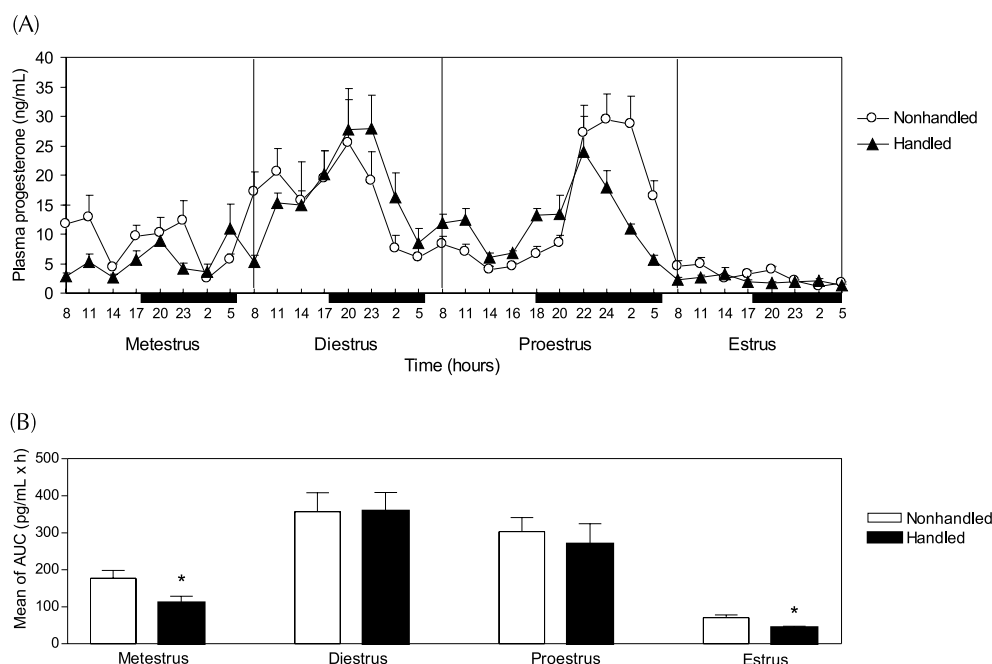 (A)
Plasma progesterone (ng/mL)
40
35
30
25
20
15
10
5
0
Nonhandled
Handled
8 11 14 17 20 23 2 5 8 11 14 17 20 23 2 5 8 11 14 16 18 20 22 24 2 5 8 11 14 17 20 23 2 5
Metestrus Diestrus Proestrus Estrus
Time (hours)
(B)
Mean of AUC (pg/mL x h)
500
400
300
200
100
0
* *
Nonhandled
Handled
Metestrus Diestrus Proestrus Estrus